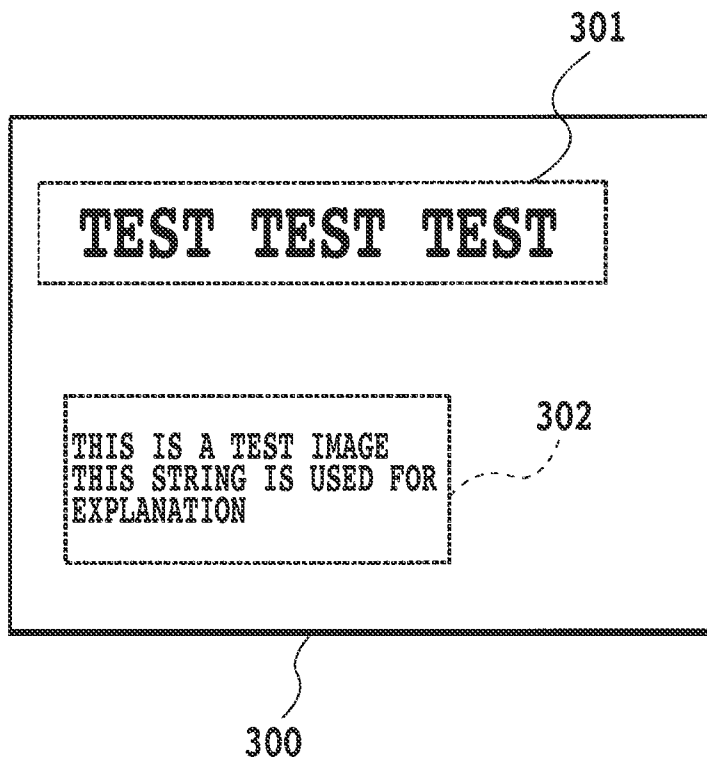 301
TEST TEST TEST
302
THIS IS A TEST IMAGE
THIS STRING IS USED FOR
EXPLANATION
300